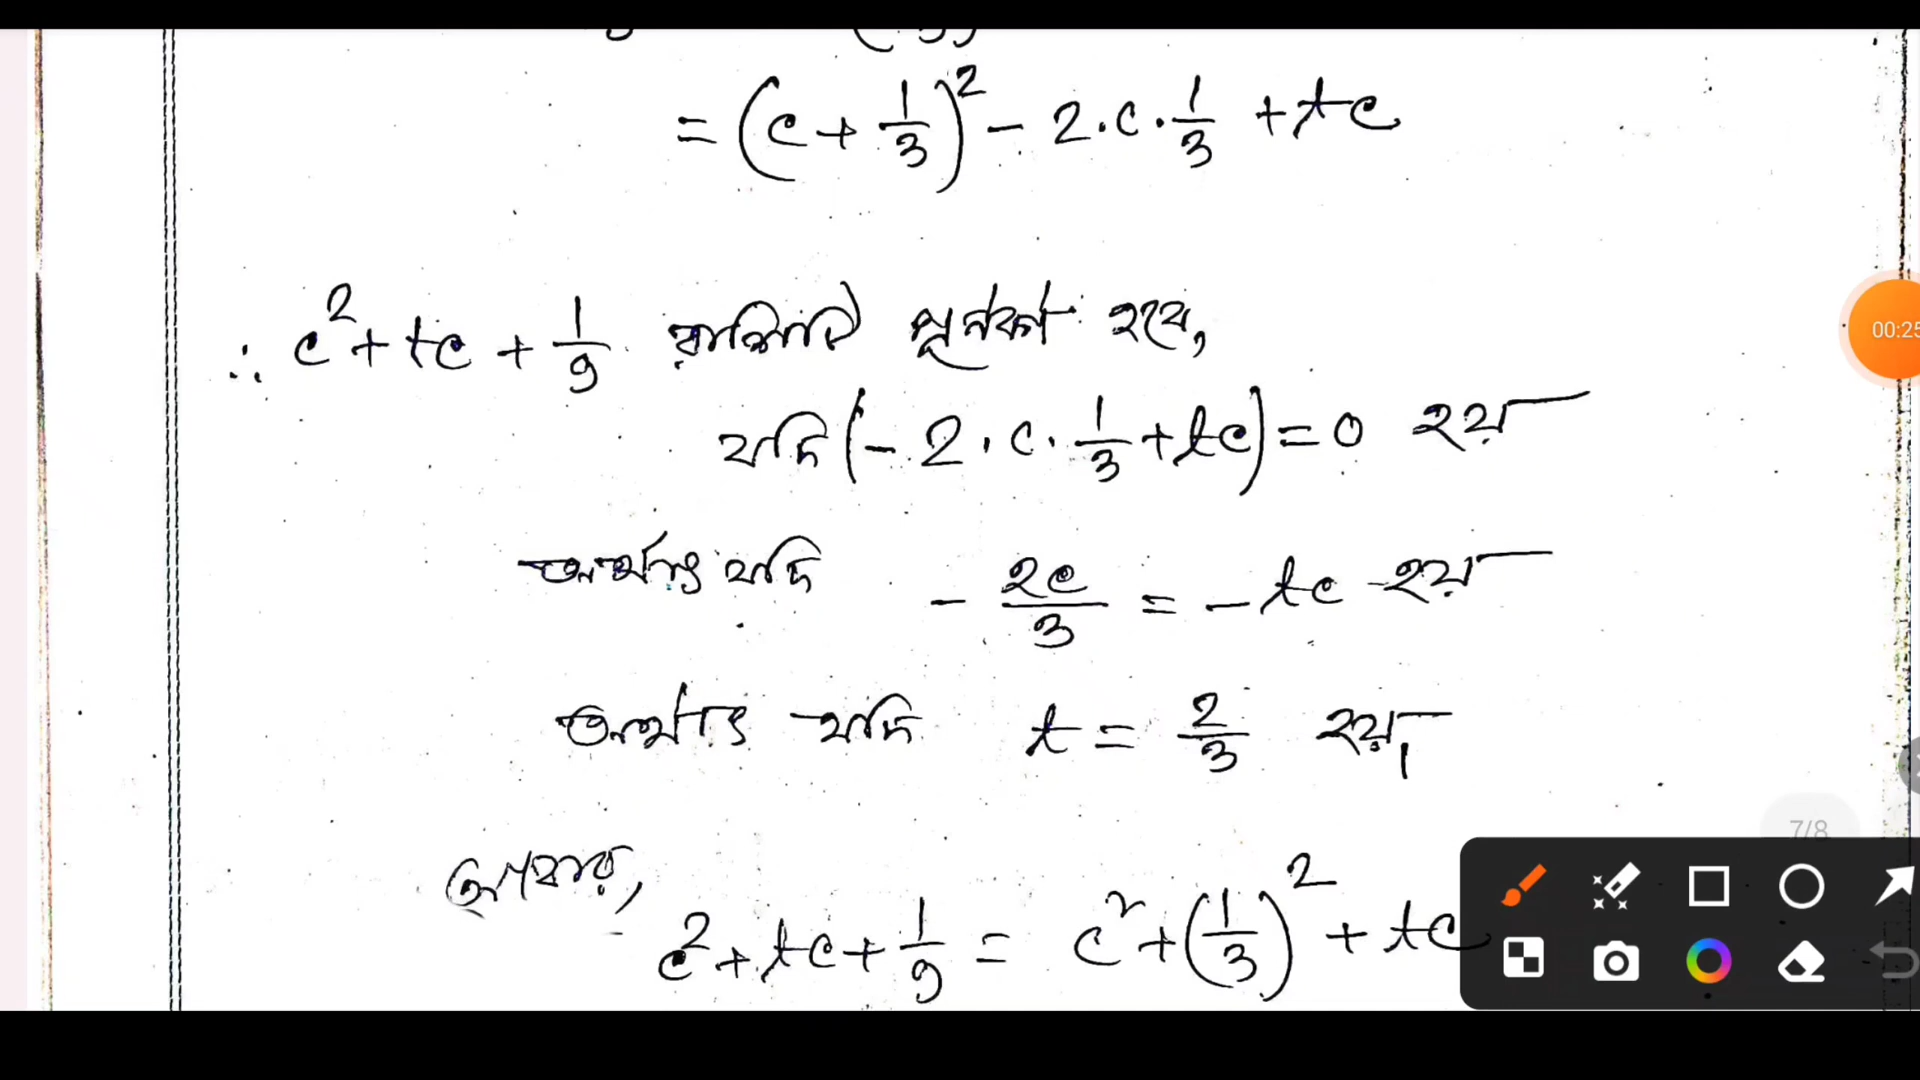 = (c + 1/3)² - 2.c.1/3 + tc
∴ c² + tc + 1/9 রাশিটি পূর্ণবর্গ হবে,
যদি (- 2.c.1/3 + tc) = 0 হয়
00:25
অর্থাৎ যদি - 2c/3 = - tc হয়
অর্থাৎ যদি t = 2/3 হয়।
7/8
আবার,
c² + tc + 1/9 = c² + (1/3)² + tc